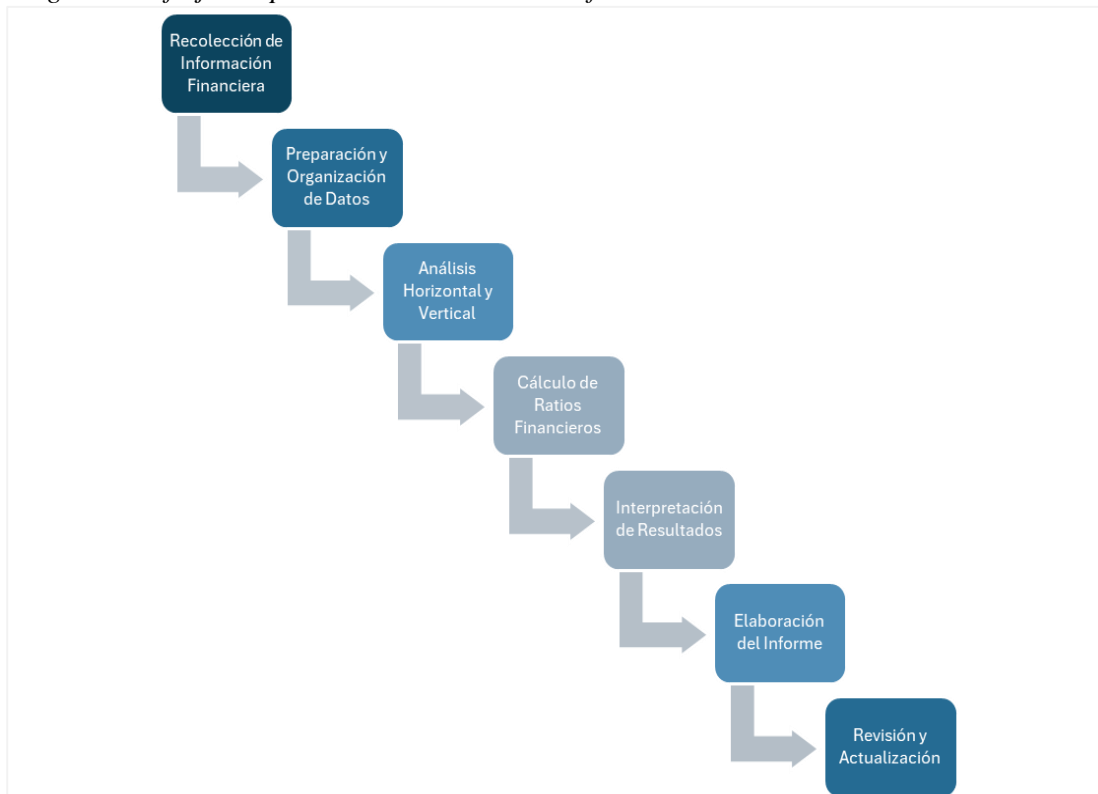 Recolección de
Información
Financiera
Preparación y
Organización
de Datos
Análisis
Horizontal y
Vertical
Cálculo de
Ratios
Financieros
Interpretación
de Resultados
Elaboración
del Informe
Revisión y
Actualización